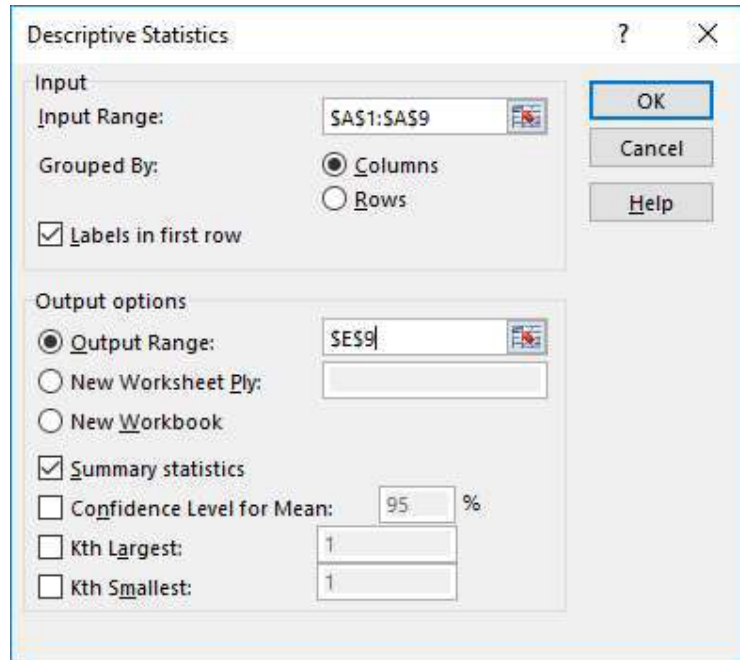 Descriptive Statistics ? ×
Input
Input Range: $A$1:$A$9
Grouped By: Columns
Rows
Labels in first row
OK
Cancel
Help
Output options
Output Range: $E$9
New Worksheet Ply:
New Workbook
Summary statistics
Confidence Level for Mean: 95 %
Kth Largest: 1
Kth Smallest: 1